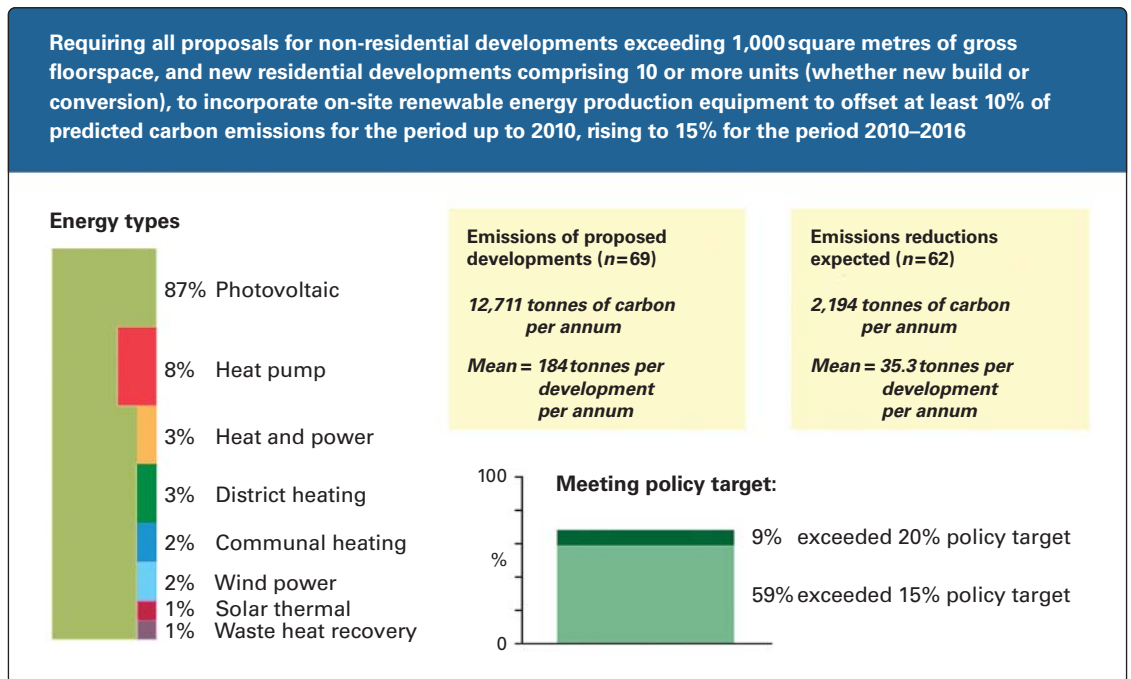 Requiring all proposals for non-residential developments exceeding 1,000 square metres of gross
floorspace, and new residential developments comprising 10 or more units (whether new build or
conversion), to incorporate on-site renewable energy production equipment to offset at least 10% of
predicted carbon emissions for the period up to 2010, rising to 15% for the period 2010–2016
Energy types
87% Photovoltaic
8% Heat pump
3% Heat and power
3% District heating
2% Communal heating
2% Wind power
1% Solar thermal
1% Waste heat recovery
Emissions of proposed
developments (n=69)
12,711 tonnes of carbon
per annum
Mean = 184 tonnes per
development
per annum
Emissions reductions
expected (n=62)
2,194 tonnes of carbon
per annum
Mean = 35.3 tonnes per
development
per annum
Meeting policy target:
100
%
0
9% exceeded 20% policy target
59% exceeded 15% policy target